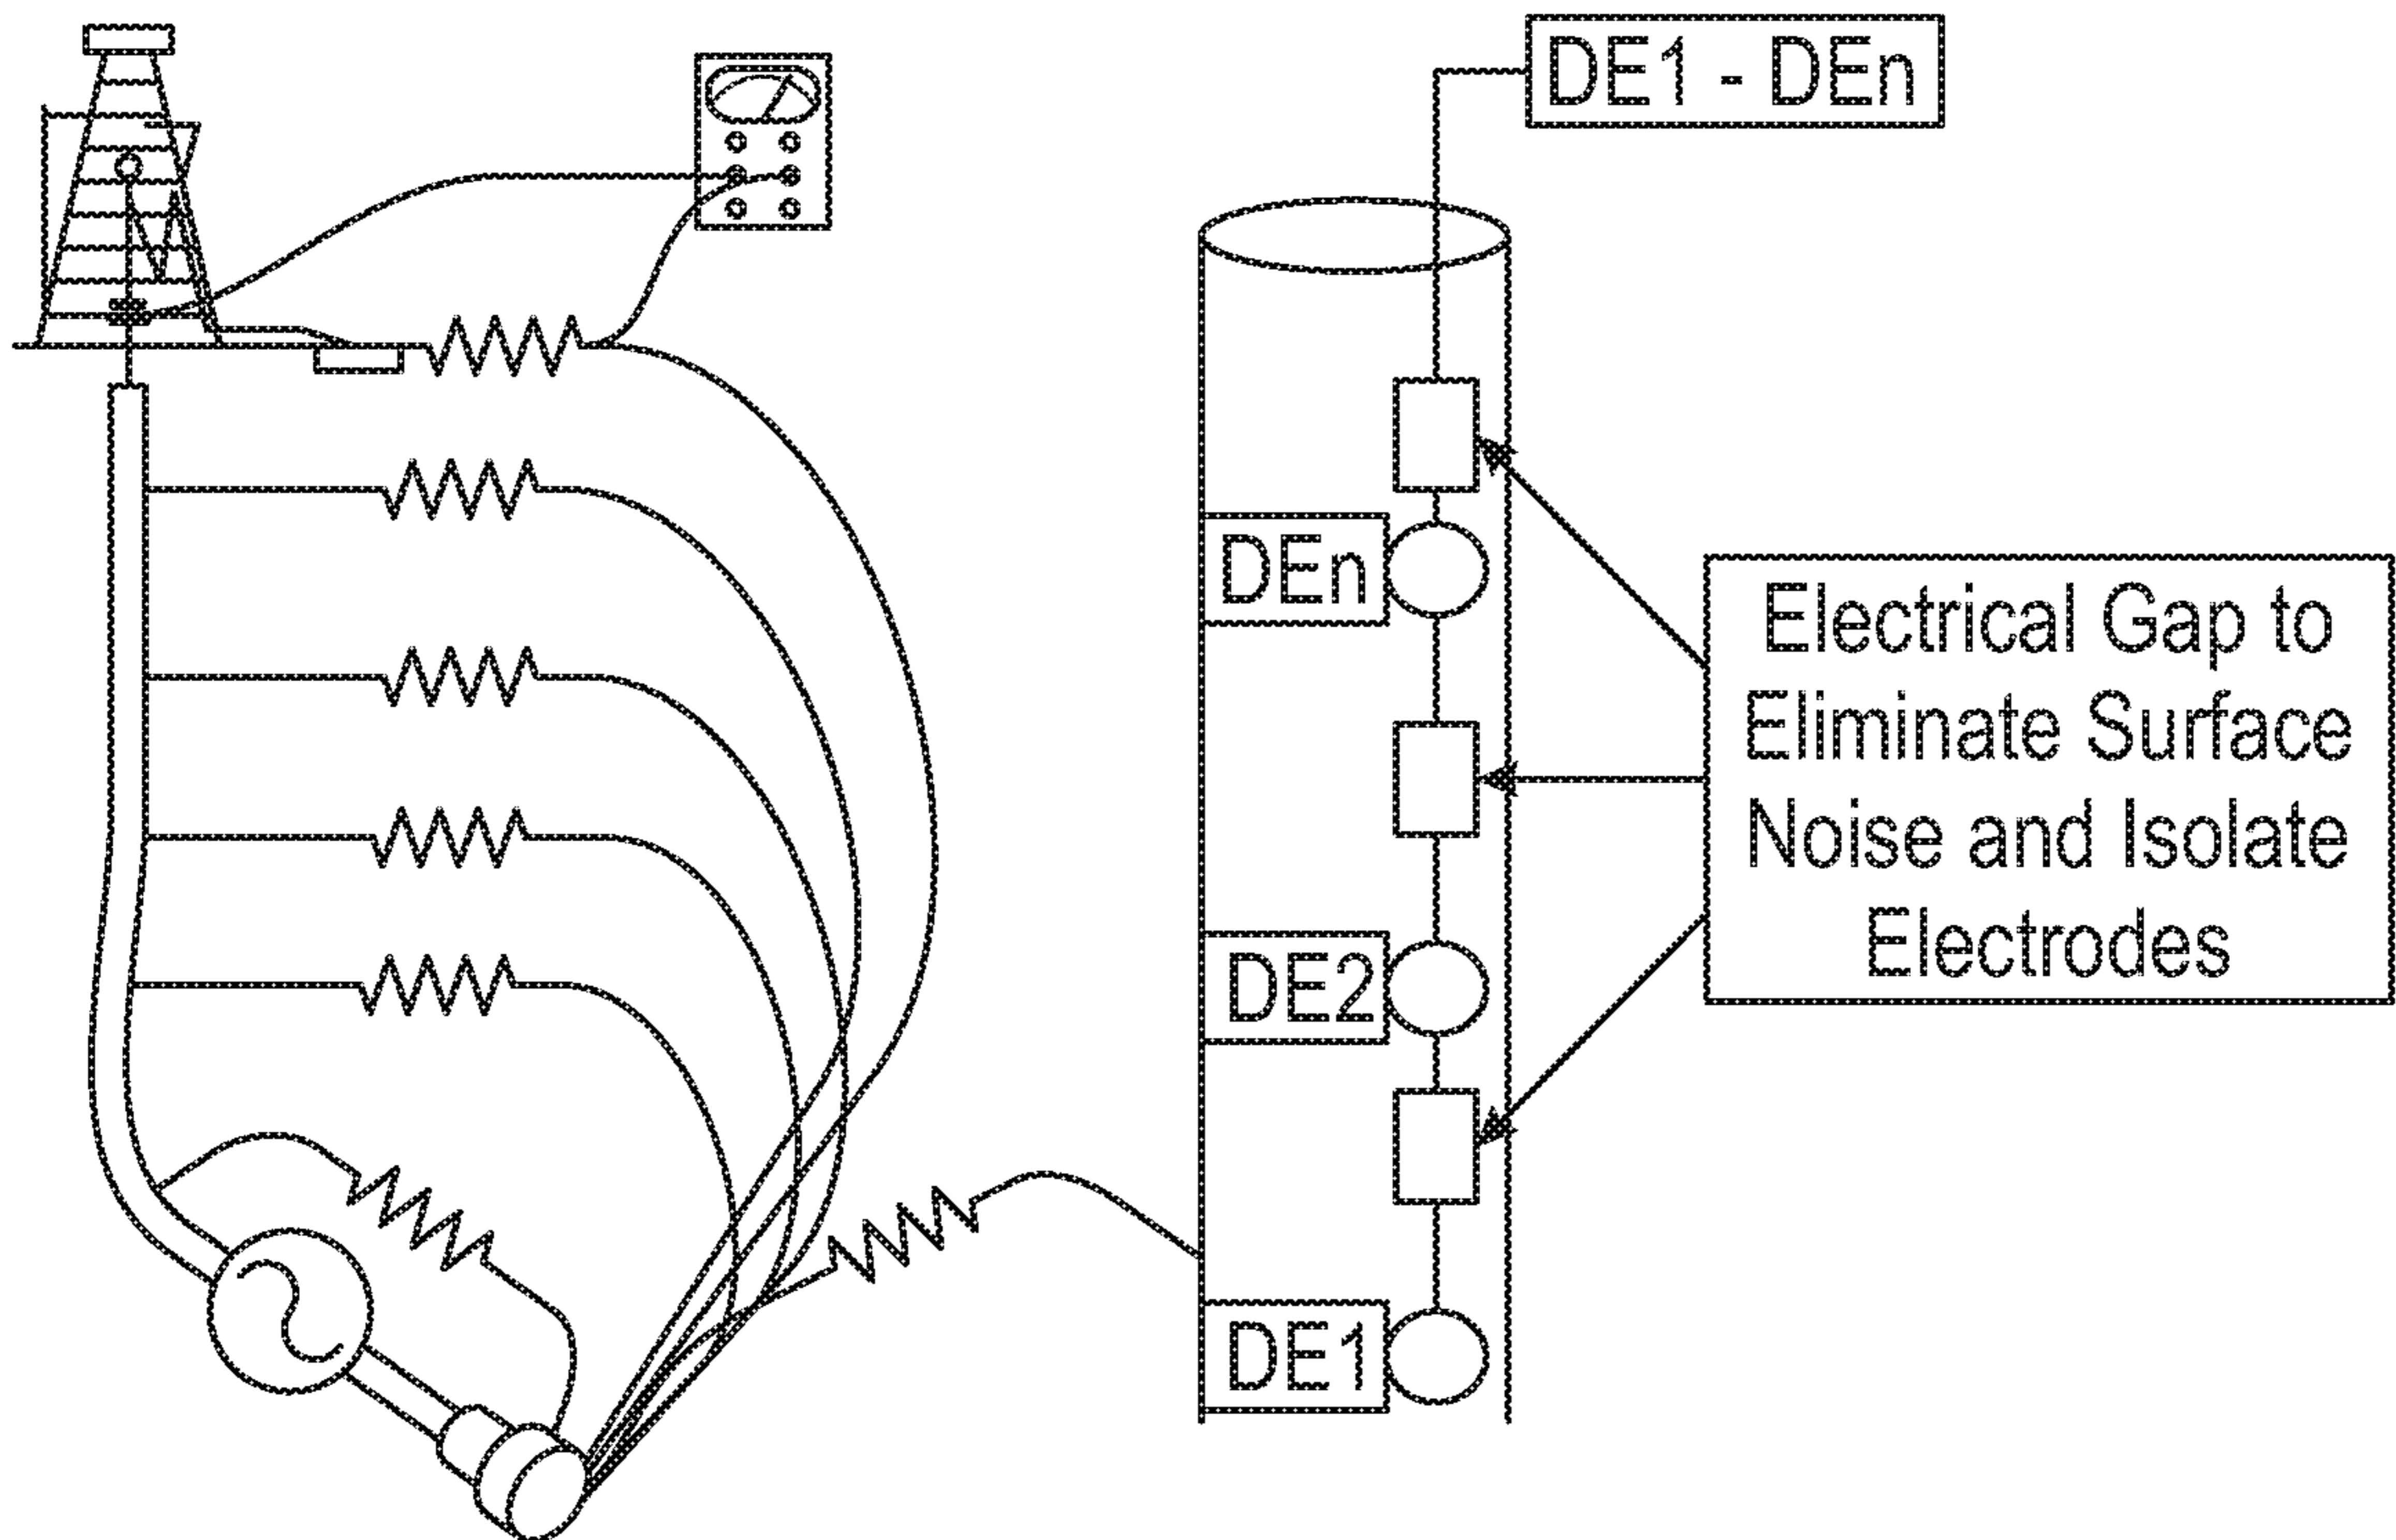 DE1 - DEn
DEn
Electrical Gap to
Eliminate Surface
Noise and Isolate
Electrodes
DE2
DE1